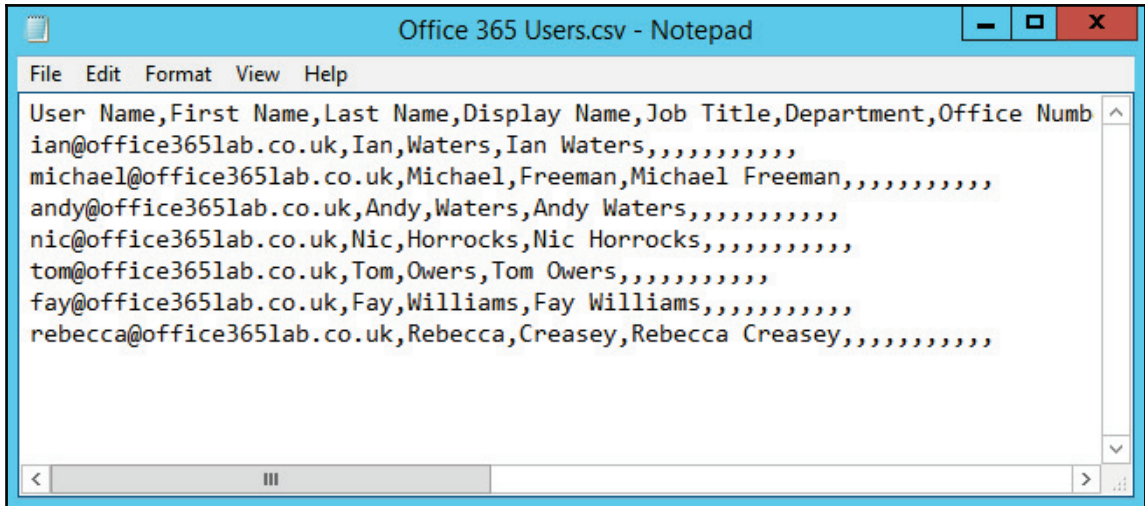 Office 365 Users.csv - Notepad
File Edit Format View Help
User Name,First Name,Last Name,Display Name,Job Title,Department,Office Numb
ian@office365lab.co.uk,Ian,Waters,Ian Waters,,,,,,,,,,,
michael@office365lab.co.uk,Michael,Freeman,Michael Freeman,,,,,,,,,,,
andy@office365lab.co.uk,Andy,Waters,Andy Waters,,,,,,,,,,,
nic@office365lab.co.uk,Nic,Horrocks,Nic Horrocks,,,,,,,,,,,
tom@office365lab.co.uk,Tom,Owers,Tom Owers,,,,,,,,,,,
fay@office365lab.co.uk,Fay,Williams,Fay Williams,,,,,,,,,,,
rebecca@office365lab.co.uk,Rebecca,Creasey,Rebecca Creasey,,,,,,,,,,,